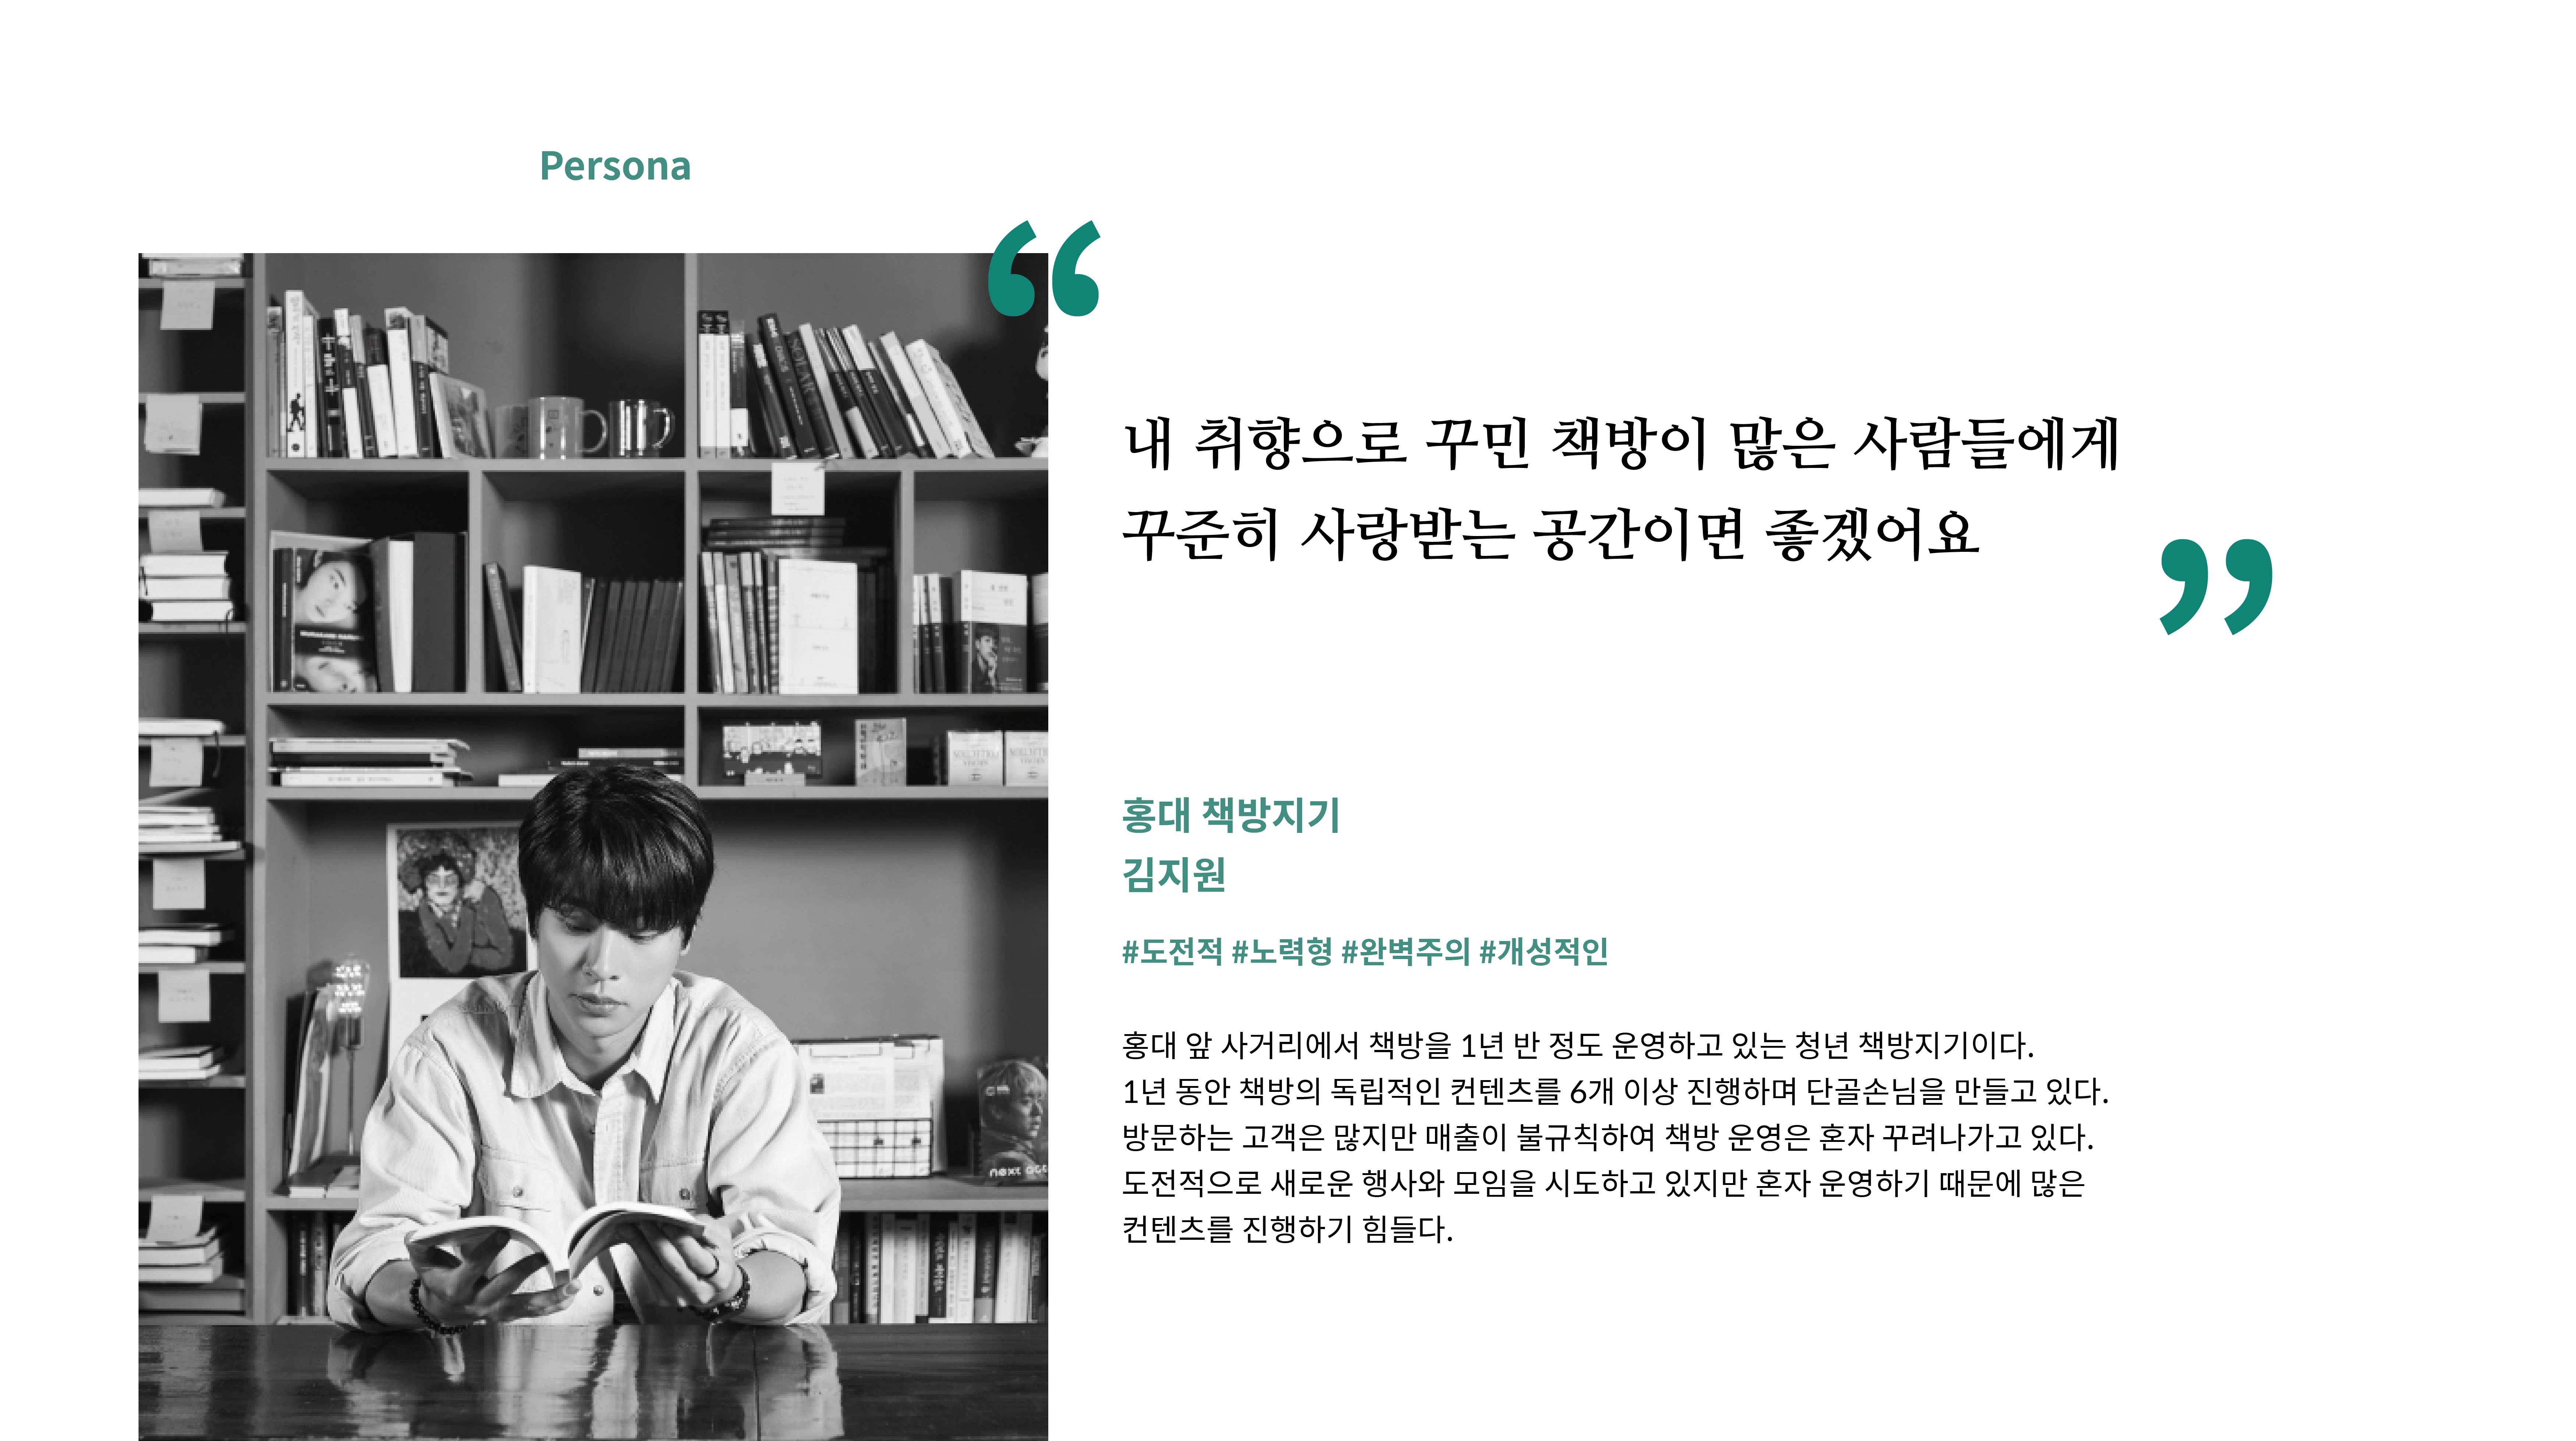 Persona
“
내 취향으로 꾸민 책방이 많은 사람들에게
꾸준히 사랑받는 공간이면 좋겠어요
”
홍대 책방지기
김지원
#도전적 #노력형 #완벽주의 #개성적인
홍대 앞 사거리에서 책방을 1년 반 정도 운영하고 있는 청년 책방지기이다.
1년 동안 책방의 독립적인 컨텐츠를 6개 이상 진행하며 단골손님을 만들고 있다.
방문하는 고객은 많지만 매출이 불규칙하여 책방 운영은 혼자 꾸려나가고 있다.
도전적으로 새로운 행사와 모임을 시도하고 있지만 혼자 운영하기 때문에 많은
컨텐츠를 진행하기 힘들다.
SOLAR
next act